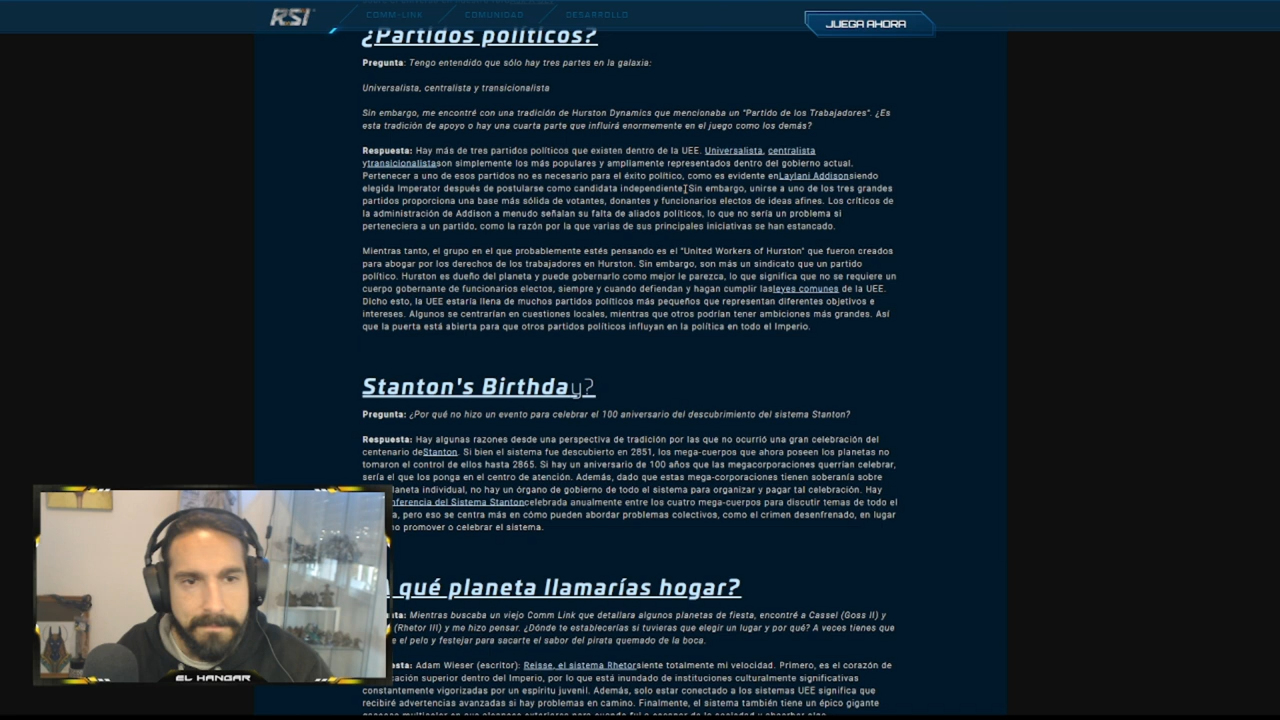 RSI
COMM-LINK
COMUNIDAD
DESARROLLO
JUEGA AHORA
¿Partidos políticos?
Pregunta: Tengo entendido que sólo hay tres partes en la galaxia:
Universalista, centralista y transicionalista
Sin embargo, me encontré con una tradición de Hurston Dynamics que mencionaba un "Partido de los Trabajadores". ¿Es
esta tradición de apoyo o hay una cuarta parte que influirá enormemente en el juego como los demás?
Respuesta: Hay más de tres partidos políticos que existen dentro de la UEE. Universalista, centralista
ytransicionalistason simplemente los más populares y ampliamente representados dentro del gobierno actual.
Pertenecer a uno de esos partidos no es necesario para el éxito político, como es evidente enLaylani Addisonsiendo
elegida Imperator después de postularse como candidata independiente. Sin embargo, unirse a uno de los tres grandes
partidos proporciona una base más sólida de votantes, donantes y funcionarios electos de ideas afines. Los críticos de
la administración de Addison a menudo señalan su falta de aliados políticos, lo que no sería un problema si
perteneciera a un partido, como la razón por la que varias de sus principales iniciativas se han estancado.
Mientras tanto, el grupo en el que probablemente estés pensando es el "United Workers of Hurston" que fueron creados
para abogar por los derechos de los trabajadores en Hurston. Sin embargo, son más un sindicato que un partido
político. Hurston es dueño del planeta y puede gobernarlo como mejor le parezca, lo que significa que no se requiere un
cuerpo gobernante de funcionarios electos, siempre y cuando defiendan y hagan cumplir lasleyes comunes de la UEE.
Dicho esto, la UEE estaría llena de muchos partidos políticos más pequeños que representan diferentes objetivos e
intereses. Algunos se centrarían en cuestiones locales, mientras que otros podrían tener ambiciones más grandes. Así
que la puerta está abierta para que otros partidos políticos influyan en la política en todo el Imperio.
Stanton's Birthday?
Pregunta: ¿Por qué no hizo un evento para celebrar el 100 aniversario del descubrimiento del sistema Stanton?
Respuesta: Hay algunas razones desde una perspectiva de tradición por las que no ocurrió una gran celebración del
centenario deStanton. Si bien el sistema fue descubierto en 2851, los mega-cuerpos que ahora poseen los planetas no
tomaron el control de ellos hasta 2865. Si hay un aniversario de 100 años que las megacorporaciones querrían celebrar,
sería el que los ponga en el centro de atención. Además, dado que estas mega-corporaciones tienen soberanía sobre
laneta individual, no hay un órgano de gobierno de todo el sistema para organizar y pagar tal celebración. Hay
nferencia del Sistema Stantoncelebrada anualmente entre los cuatro mega-cuerpos para discutir temas de todo el
a, pero eso se centra más en cómo pueden abordar problemas colectivos, como el crimen desenfrenado, en lugar
o promover o celebrar el sistema.
qué planeta llamarías hogar?
nta: Mientras buscaba un viejo Comm Link que detallara algunos planetas de fiesta, encontré a Cassel (Goss II) y
(Rhetor III) y me hizo pensar. ¿Dónde te establecerías si tuvieras que elegir un lugar y por qué? A veces tienes que
e el pelo y festejar para sacarte el sabor del pirata quemado de la boca.
esta: Adam Wieser (escritor): Reisse, el sistema Rhetorsiente totalmente mi velocidad. Primero, es el corazón de
cación superior dentro del Imperio, por lo que está inundado de instituciones culturalmente significativas
constantemente vigorizadas por un espíritu juvenil. Además, solo estar conectado a los sistemas UEE significa que
recibiré advertencias avanzadas si hay problemas en camino. Finalmente, el sistema también tiene un épico gigante
EL HANGAR